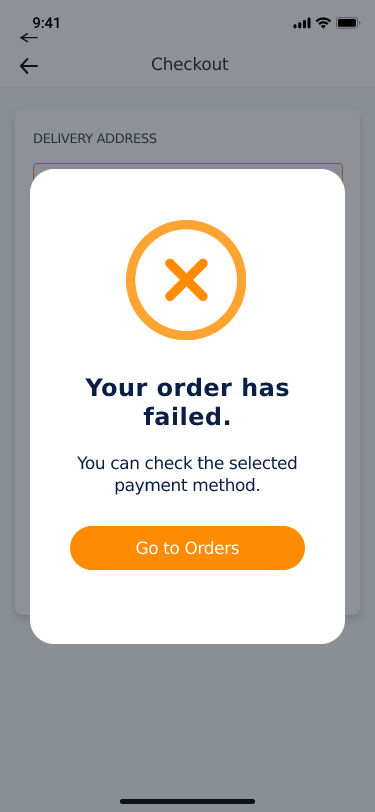 9:41
Checkout
DELIVERY ADDRESS
Your order has
failed.
You can check the selected
payment method.
Go to Orders